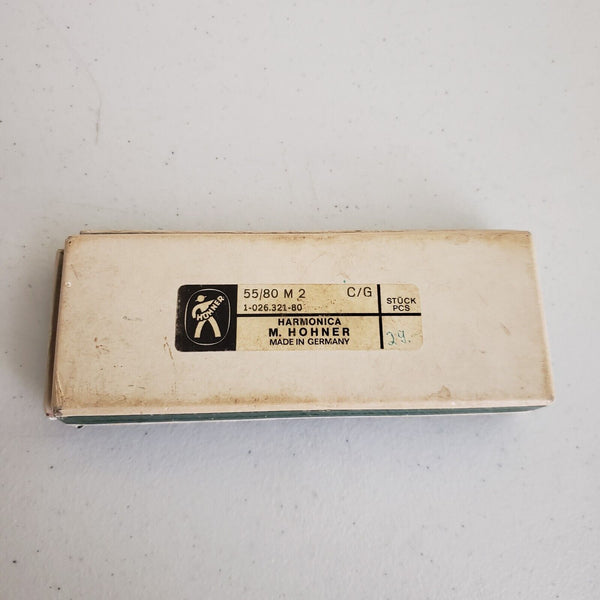 HOHNER
55/80 M 2 C/G
1-026.321-80
STÜCK
PCS
HARMONICA
M. HOHNER
MADE IN GERMANY